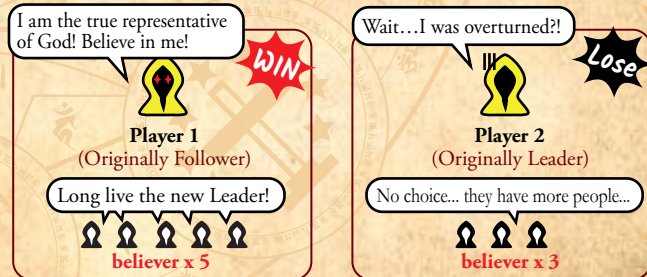 I am the true representative
of God! Believe in me!
WIN
Player 1
(Originally Follower)
Long live the new Leader!
believer x 5
Wait…I was overturned?!
Lose
Player 2
(Originally Leader)
No choice... they have more people...
believer x 3